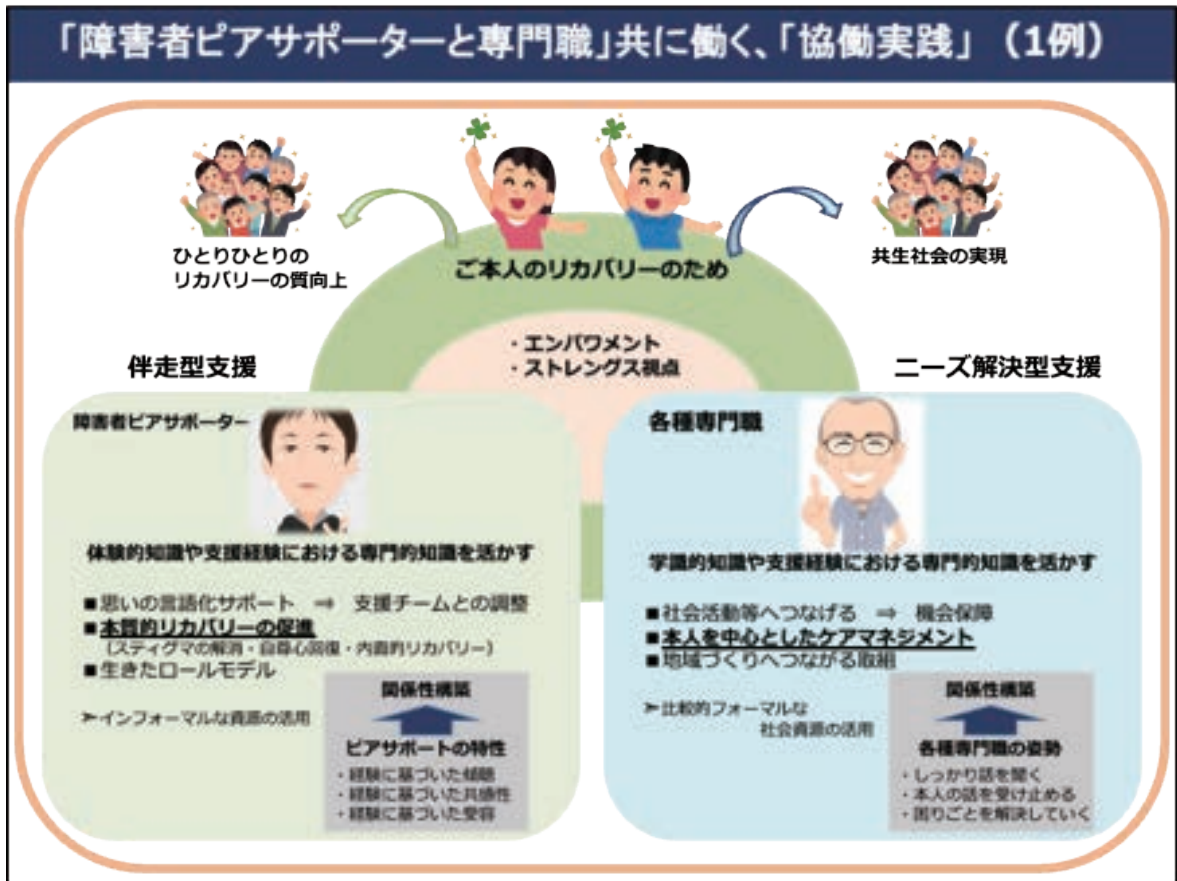 「障害者ピアサポーターと専門職」共に働く、「協働実践」（1例）
ひとりひとりの
リカバリーの質向上
ご本人のリカバリーのため
共生社会の実現
・エンパワメント
・ストレングス視点
伴走型支援
ニーズ解決型支援
障害者ピアサポーター
体験的知識や支援経験における専門的知識を活かす
■思いの言語化サポート ⇒ 支援チームとの調整
■本質的リカバリーの促進
（スティグマの解消・自尊心回復・内面的リカバリー）
■生きたロールモデル
➢インフォーマルな資源の活用
関係性構築
ピアサポートの特性
・経験に基づいた傾聴
・経験に基づいた共感性
・経験に基づいた受容
各種専門職
学識的知識や支援経験における専門的知識を活かす
■社会活動等へつなげる ⇒ 機会保障
■本人を中心としたケアマネジメント
■地域づくりへつながる取組
➢比較的フォーマルな
社会資源の活用
関係性構築
各種専門職の姿勢
・しっかり話を聞く
・本人の話を受け止める
・困りごとを解決していく